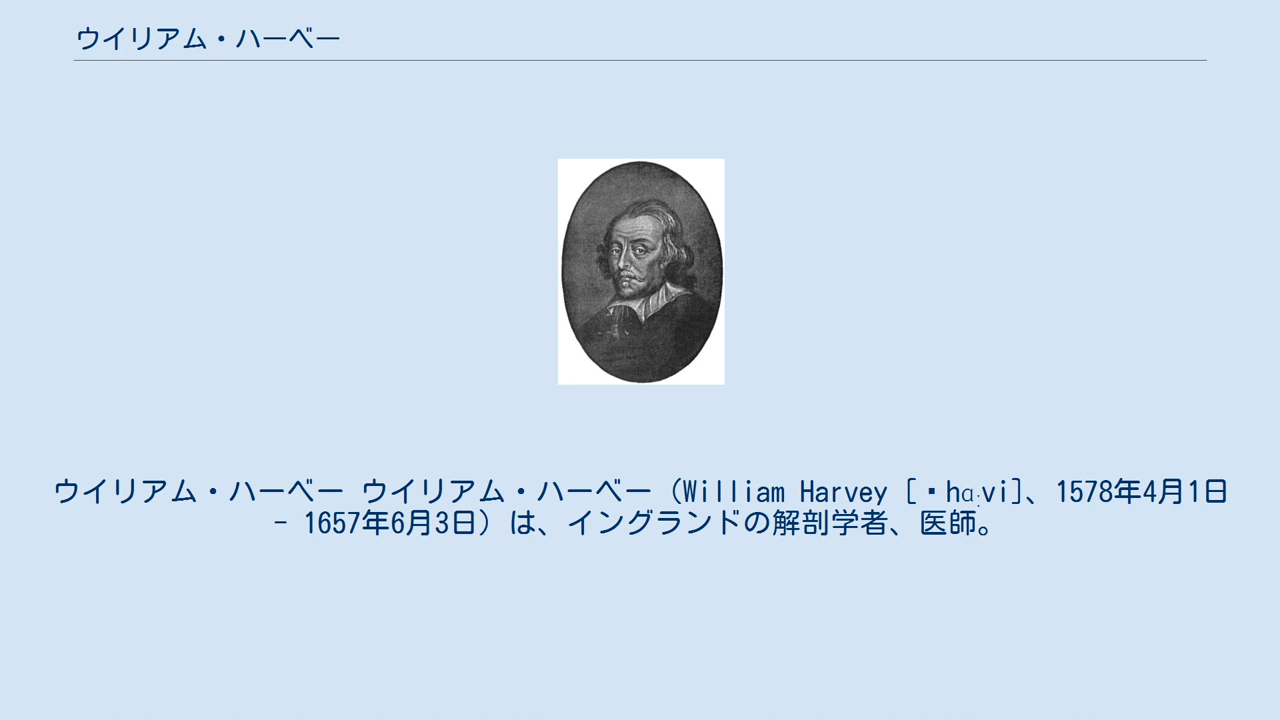 ウイリアム・ハーベー
ウイリアム・ハーベー ウイリアム・ハーベー (William Harvey [ˈhɑːvi]、1578年4月1日
- 1657年6月3日）は、イングランドの解剖学者、医師。